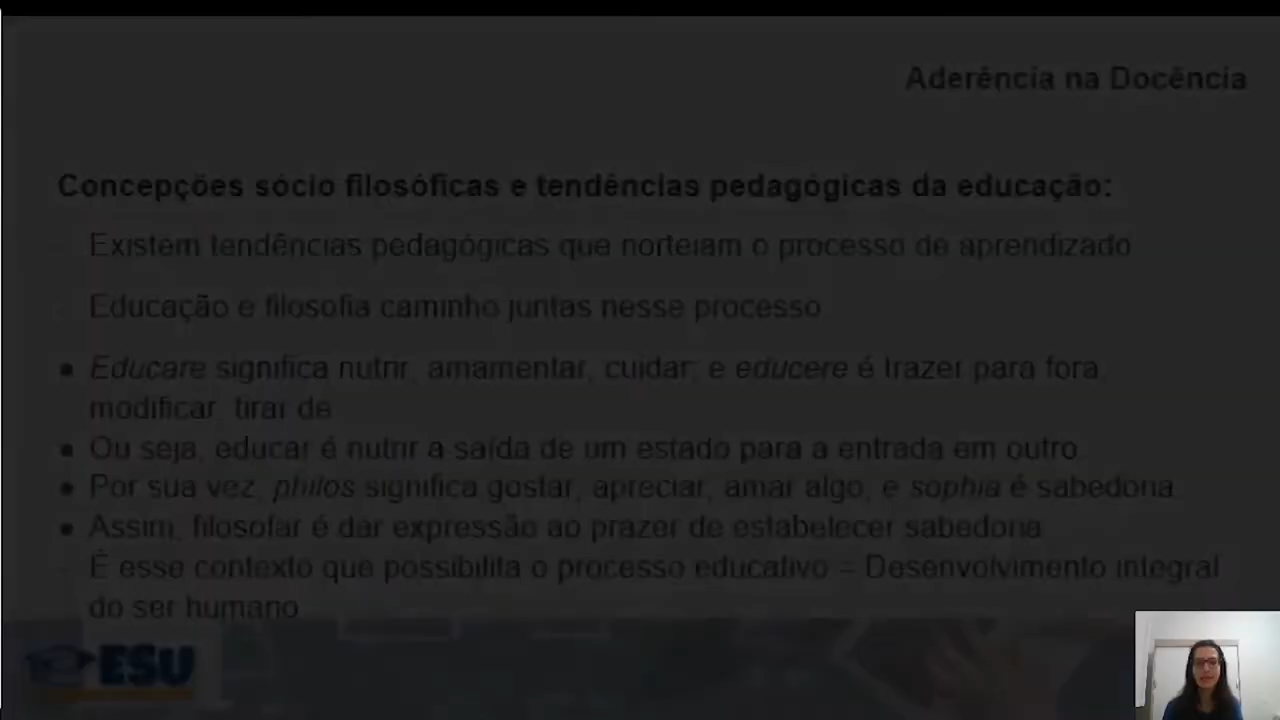 Aderência na Docência
Concepções sócio filosóficas e tendências pedagógicas da educação:
Existem tendências pedagógicas que norteiam o processo de aprendizado
Educação e filosofia caminho juntas nesse processo
• Educare significa nutrir, amamentar, cuidar; e educere é trazer para fora,
modificar, tirar de
• Ou seja, educar é nutrir a saída de um estado para a entrada em outro.
• Por sua vez, philos significa gostar, apreciar, amar algo, e sophia é sabedoria.
• Assim, filosofar é dar expressão ao prazer de estabelecer sabedoria
É esse contexto que possibilita o processo educativo = Desenvolvimento integral
do ser humano
ESU